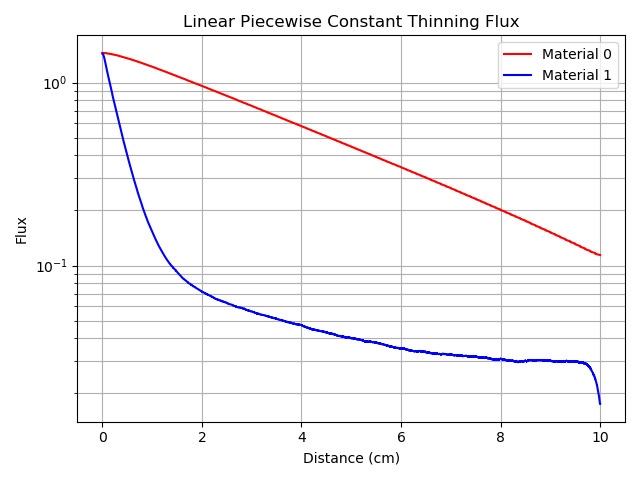 Linear Piecewise Constant Thinning Flux
Material 0
Material 1
10⁰
10⁻¹
Flux
0 2 4 6 8 10
Distance (cm)